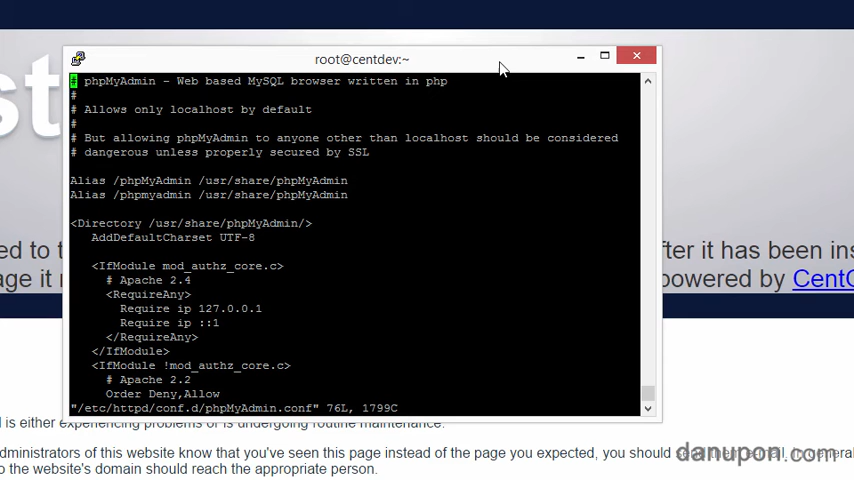 st
root@centdev:~
# phpMyAdmin - Web based MySQL browser written in php
#
# Allows only localhost by default
#
# But allowing phpMyAdmin to anyone other than localhost should be considered
# dangerous unless properly secured by SSL
Alias /phpMyAdmin /usr/share/phpMyAdmin
Alias /phpmyadmin /usr/share/phpMyAdmin
<Directory /usr/share/phpMyAdmin/>
AddDefaultCharset UTF-8
<IfModule mod_authz_core.c>
# Apache 2.4
<RequireAny>
Require ip 127.0.0.1
Require ip ::1
</RequireAny>
</IfModule>
<IfModule !mod_authz_core.c>
# Apache 2.2
Order Deny,Allow
"/etc/httpd/conf.d/phpMyAdmin.conf" 76L, 1799C
ed to t fter it has been ins
age it powered by CentO
is either experiencing problems or is undergoing routine maintenance.
dministrators of this website know that you've seen this page instead of the page you expected, you should send them e-mail. In general
o the website's domain should reach the appropriate person.
danupon.com